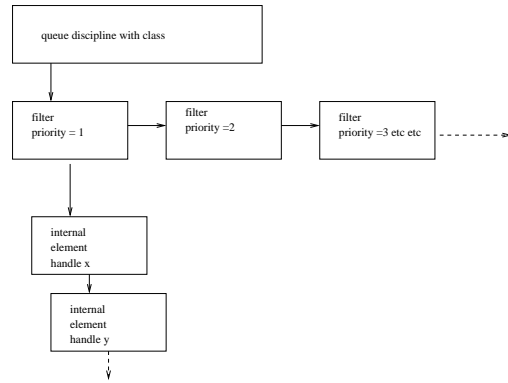 queue discipline with class
filter
priority = 1
filter
priority =2
filter
priority =3 etc etc
internal
element
handle x
internal
element
handle y